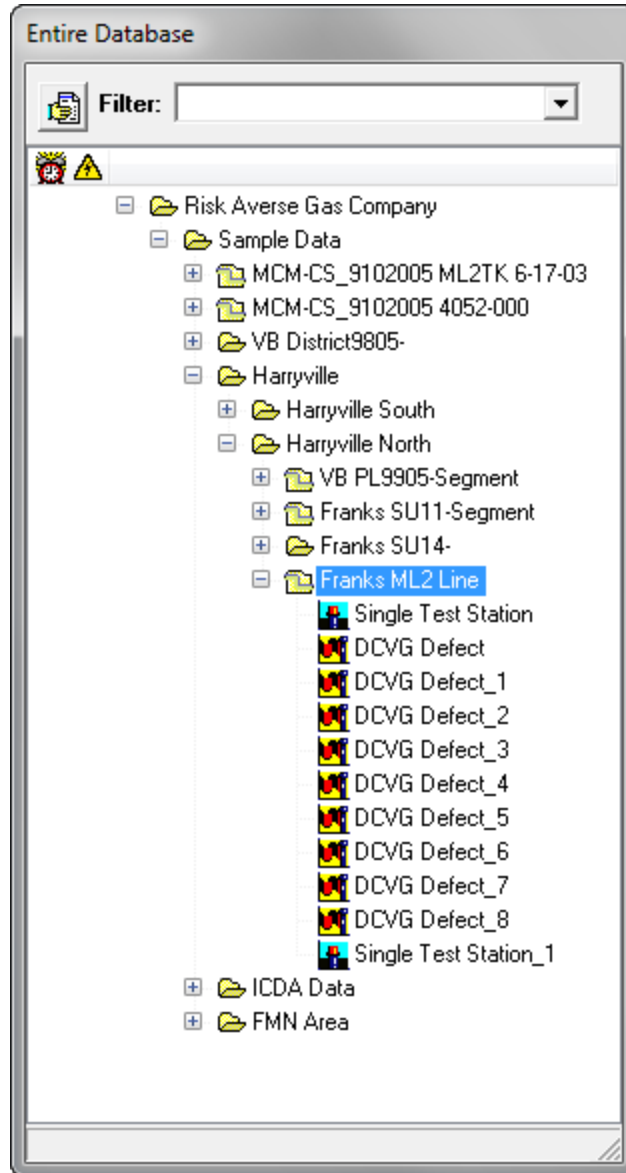 Entire Database
Filter:
Risk Averse Gas Company
Sample Data
MCM-CS_9102005 ML2TK 6-17-03
MCM-CS_9102005 4052-000
VB District9805-
Harryville
Harryville South
Harryville North
VB PL9905-Segment
Franks SU11-Segment
Franks SU14-
Franks ML2 Line
Single Test Station
DCVG Defect
DCVG Defect_1
DCVG Defect_2
DCVG Defect_3
DCVG Defect_4
DCVG Defect_5
DCVG Defect_6
DCVG Defect_7
DCVG Defect_8
Single Test Station_1
ICDA Data
FMN Area